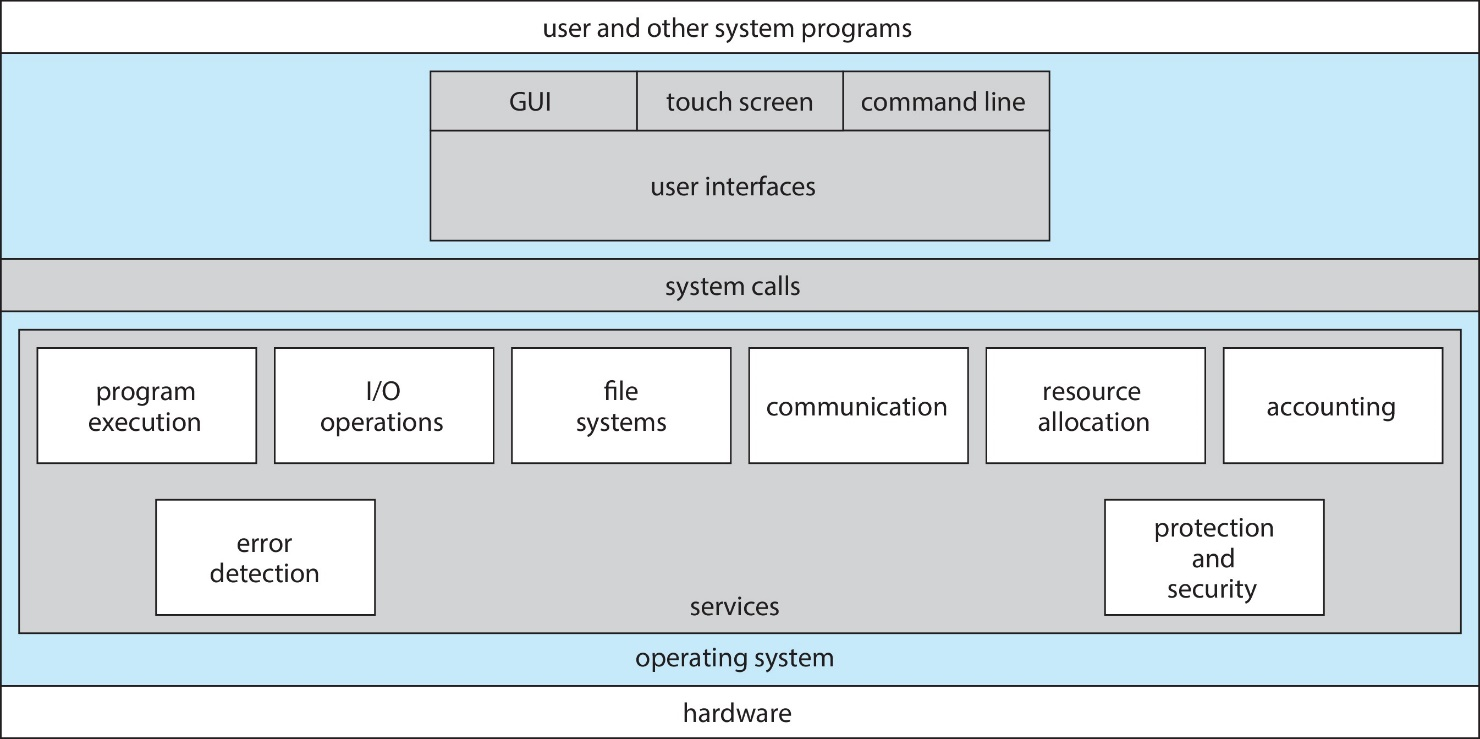 user and other system programs
GUI
touch screen
command line
user interfaces
system calls
program
execution
I/O
operations
file
systems
communication
resource
allocation
accounting
error
detection
protection
and
security
services
operating system
hardware